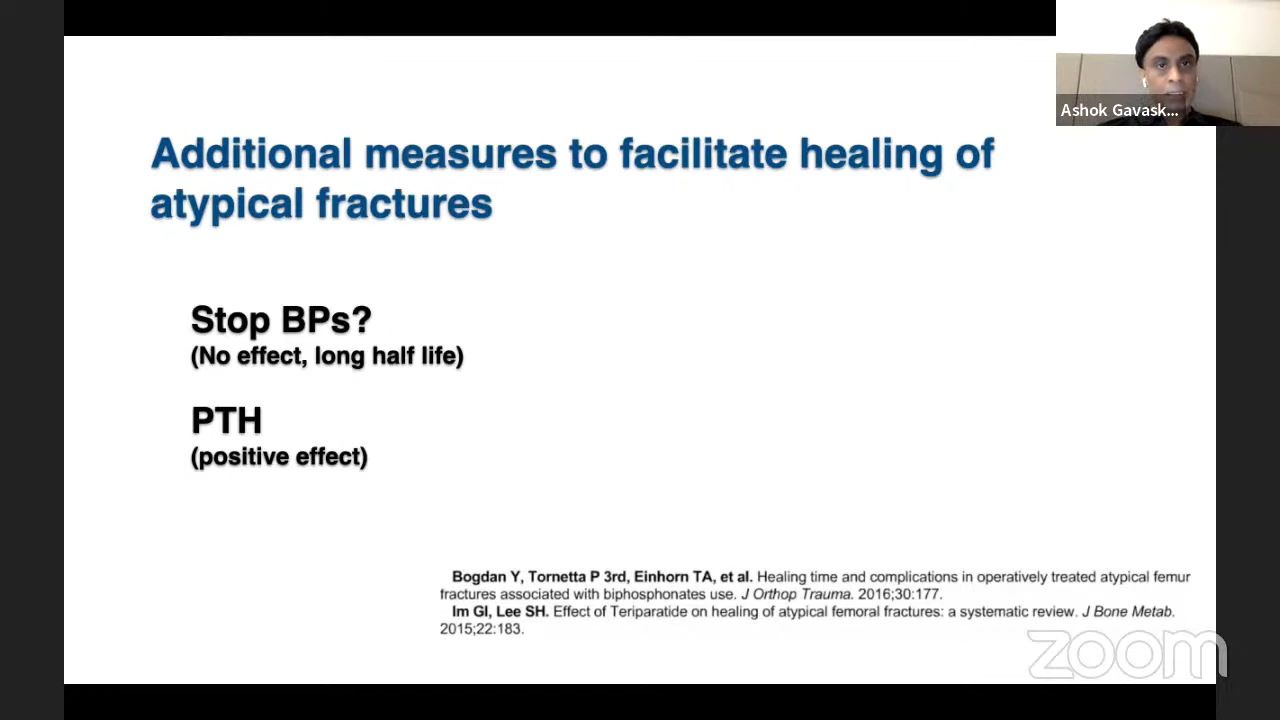 Ashok Gavask...
Additional measures to facilitate healing of
atypical fractures
Stop BPs?
(No effect, long half life)
PTH
(positive effect)
Bogdan Y, Tornetta P 3rd, Einhorn TA, et al. Healing time and complications in operatively treated atypical femur
fractures associated with biphosphonates use. J Orthop Trauma. 2016;30:177.
Im GI, Lee SH. Effect of Teriparatide on healing of atypical femoral fractures: a systematic review. J Bone Metab.
2015;22:183.
zoom